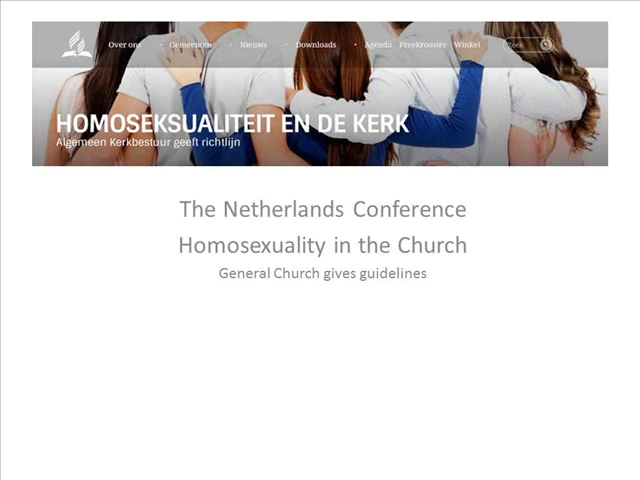 Over ons · Gemeenten · Nieuws · Downloads · Agenda Preekrooster Winkel Zoek
HOMOSEKSUALITEIT EN DE KERK
Algemeen Kerkbestuur geeft richtlijn
The Netherlands Conference
Homosexuality in the Church
General Church gives guidelines